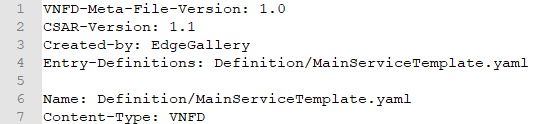 1 VNFD-Meta-File-Version: 1.0
2 CSAR-Version: 1.1
3 Created-by: EdgeGallery
4 Entry-Definitions: Definition/MainServiceTemplate.yaml
5
6 Name: Definition/MainServiceTemplate.yaml
7 Content-Type: VNFD